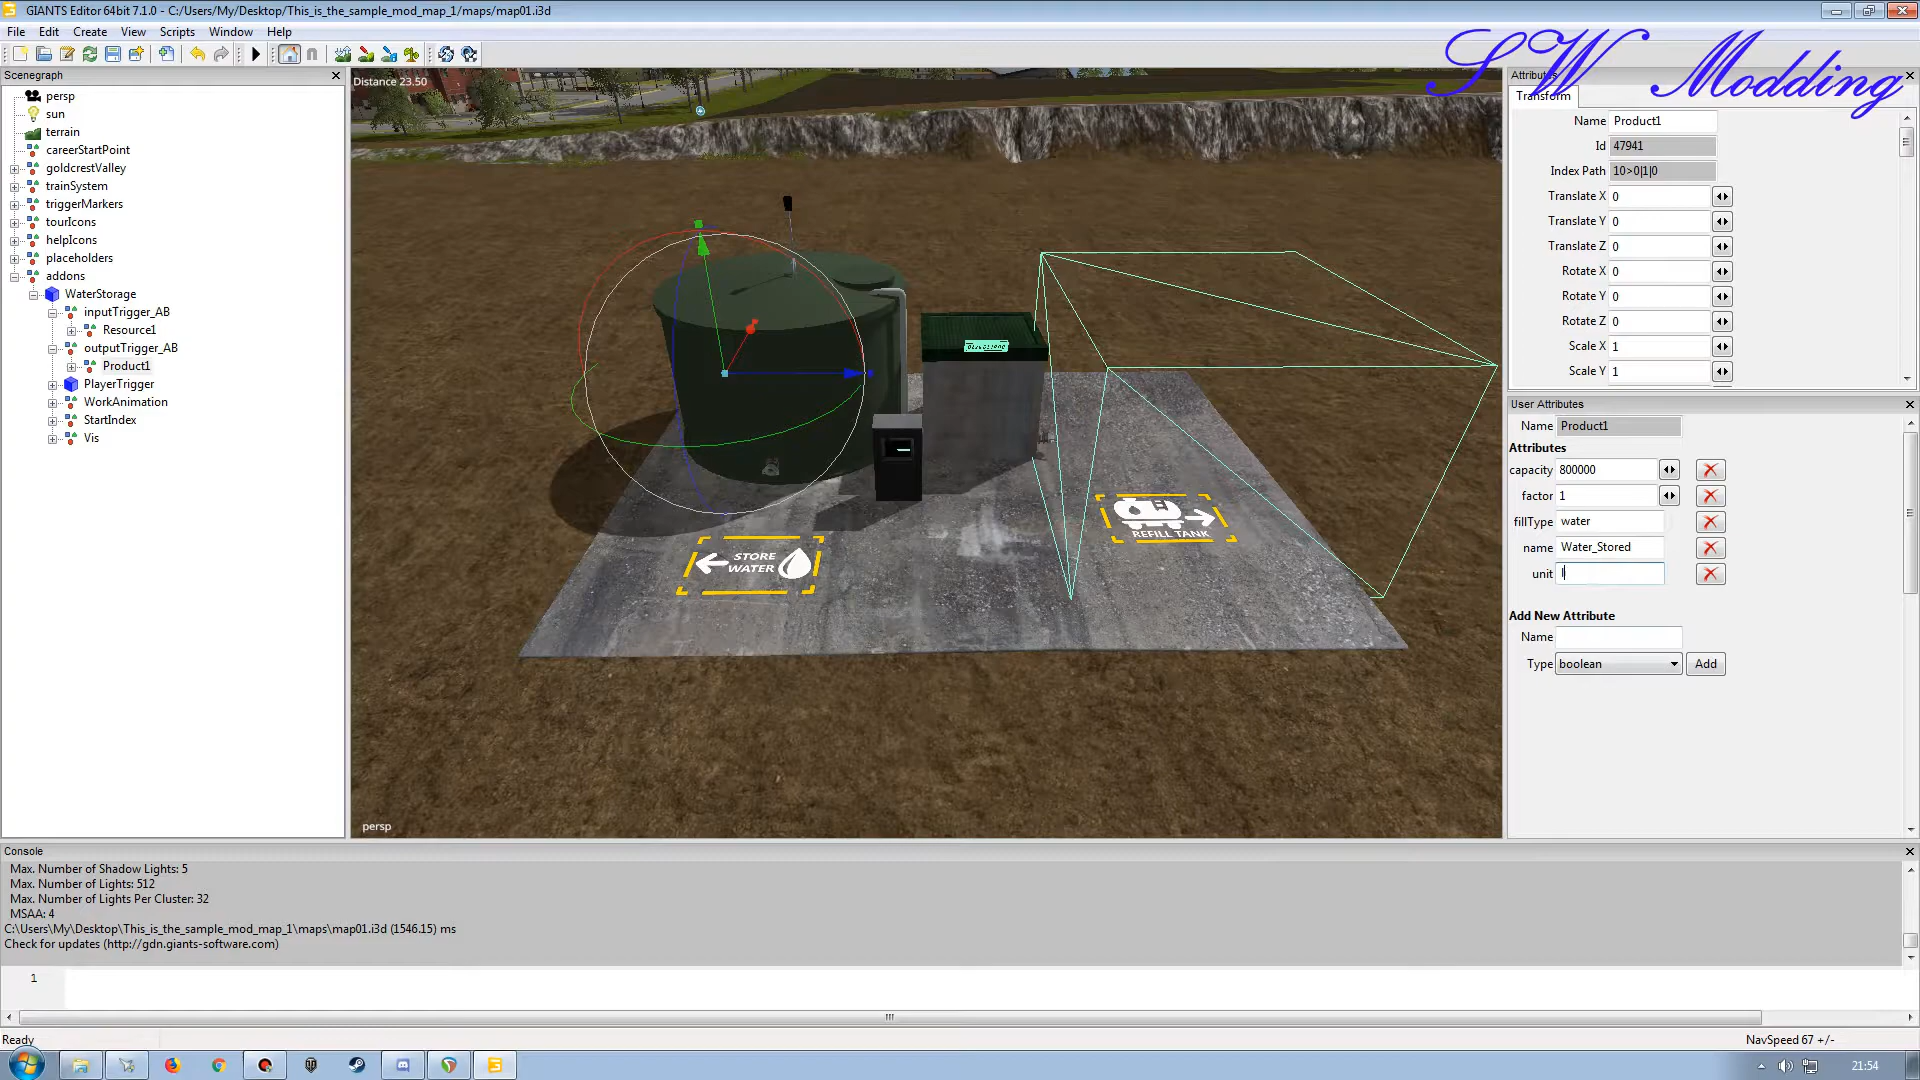 GIANTS Editor 64bit 7.1.0 - C:/Users/My/Desktop/This_is_the_sample_mod_map_1/maps/map01.i3d
File Edit Create View Scripts Window Help
SW Modding
Scenegraph
persp
sun
terrain
careerStartPoint
goldcrestValley
trainSystem
triggerMarkers
tourIcons
helpIcons
placeholders
addons
WaterStorage
inputTrigger_AB
Resource1
outputTrigger_AB
Product1
PlayerTrigger
WorkAnimation
StartIndex
Vis
Distance 23.50
STORE
WATER
REFILL TANK
persp
Attributes
Transform
Name Product1
Id 47941
Index Path 10>0|1|0
Translate X 0
Translate Y 0
Translate Z 0
Rotate X 0
Rotate Y 0
Rotate Z 0
Scale X 1
Scale Y 1
User Attributes
Name Product1
Attributes
capacity 800000
factor 1
fillType water
name Water_Stored
unit l
Add New Attribute
Name
Type boolean Add
Console
Max. Number of Shadow Lights: 5
Max. Number of Lights: 512
Max. Number of Lights Per Cluster: 32
MSAA: 4
C:\Users\My\Desktop\This_is_the_sample_mod_map_1\maps\map01.i3d (1546.15) ms
Check for updates (http://gdn.giants-software.com)
1
Ready
NavSpeed 67 +/-
21:54